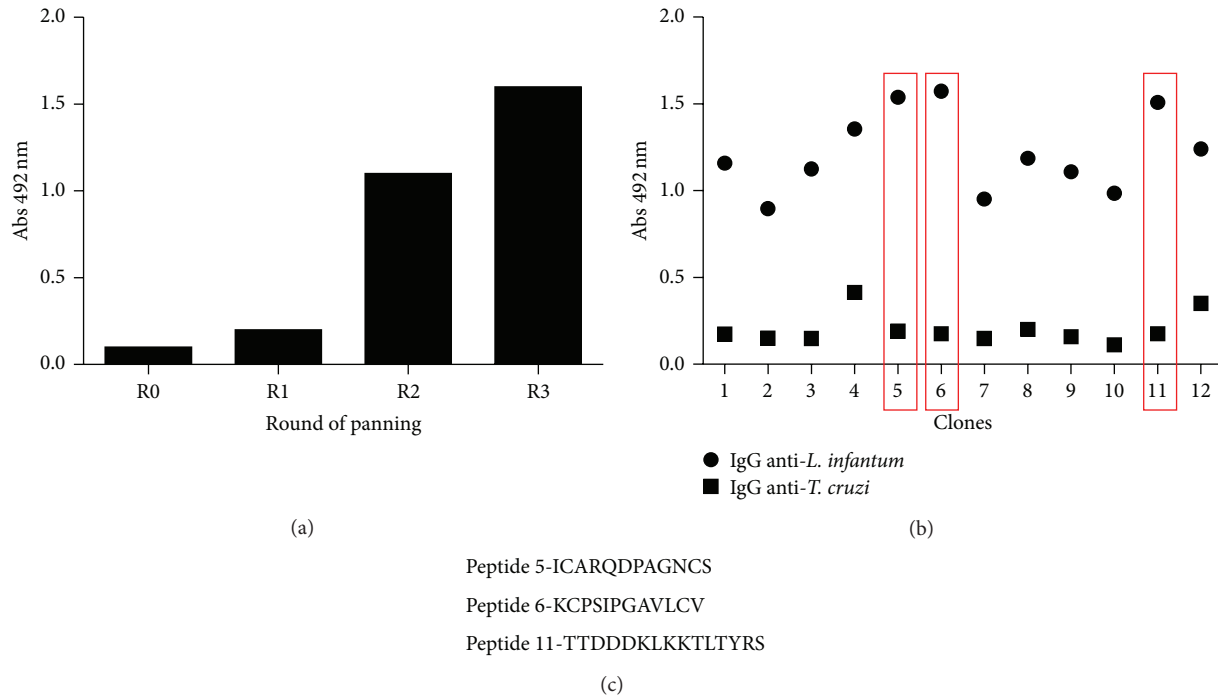 2.0
1.5
1.0
0.5
0.0
Abs 492 nm
R0 R1 R2 R3
Round of panning
(a)
2.0
1.5
1.0
0.5
0.0
Abs 492 nm
1 2 3 4 5 6 7 8 9 10 11 12
Clones
IgG anti-L. infantum
IgG anti-T. cruzi
(b)
Peptide 5-ICARQDPAGNCS
Peptide 6-KCPSIPGAVLCV
Peptide 11-TTDDDKLKKTLTYRS
(c)